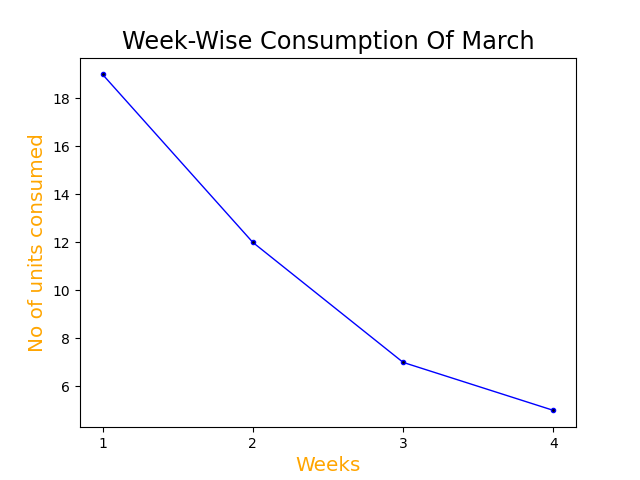 Week-Wise Consumption Of March
No of units consumed
18
16
14
12
10
8
6
1 2 3 4
Weeks